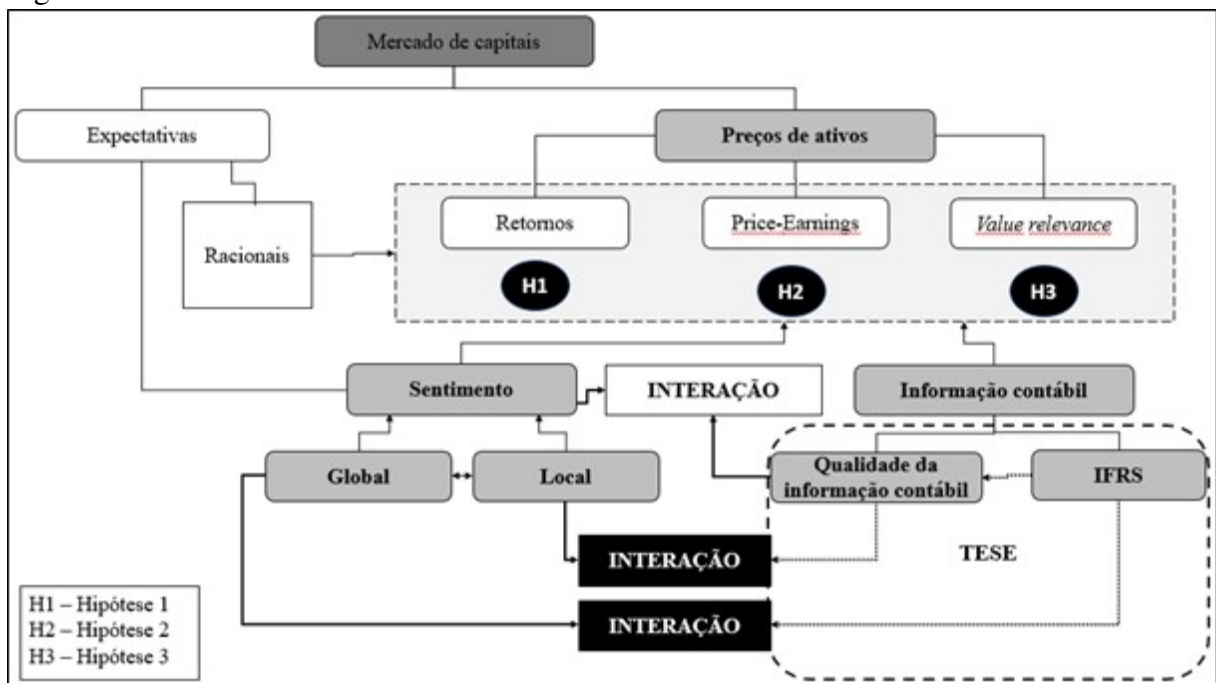 Mercado de capitais
Expectativas
Preços de ativos
Racionais
Retornos
Price-Earnings
Value relevance
H1
H2
H3
Sentimento
INTERAÇÃO
Informação contábil
Global
Local
Qualidade da
informação contábil
IFRS
INTERAÇÃO
TESE
INTERAÇÃO
H1 – Hipótese 1
H2 – Hipótese 2
H3 – Hipótese 3